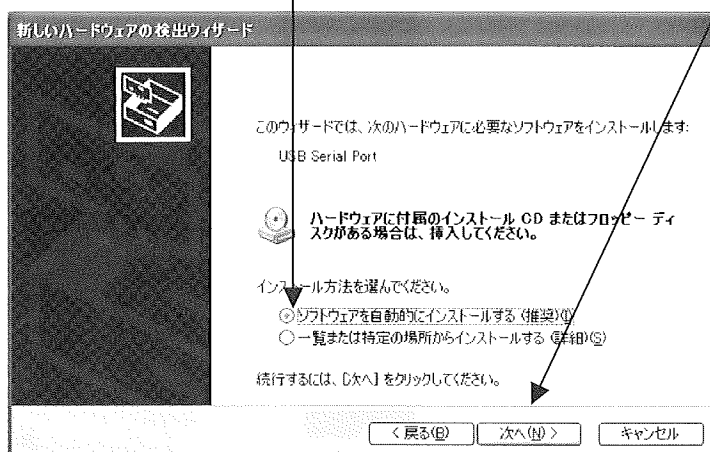 新しいハードウェアの検出ウィザード
このウィザードでは、次のハードウェアに必要なソフトウェアをインストールします:
USB Serial Port
ハードウェアに付属のインストール CD またはフロッピー ディ
スクがある場合は、挿入してください。
インストール方法を選んでください。
ソフトウェアを自動的にインストールする (推奨)(I)
一覧または特定の場所からインストールする (詳細)(S)
続行するには、[次へ] をクリックしてください。
< 戻る(B) 次へ(N) > キャンセル